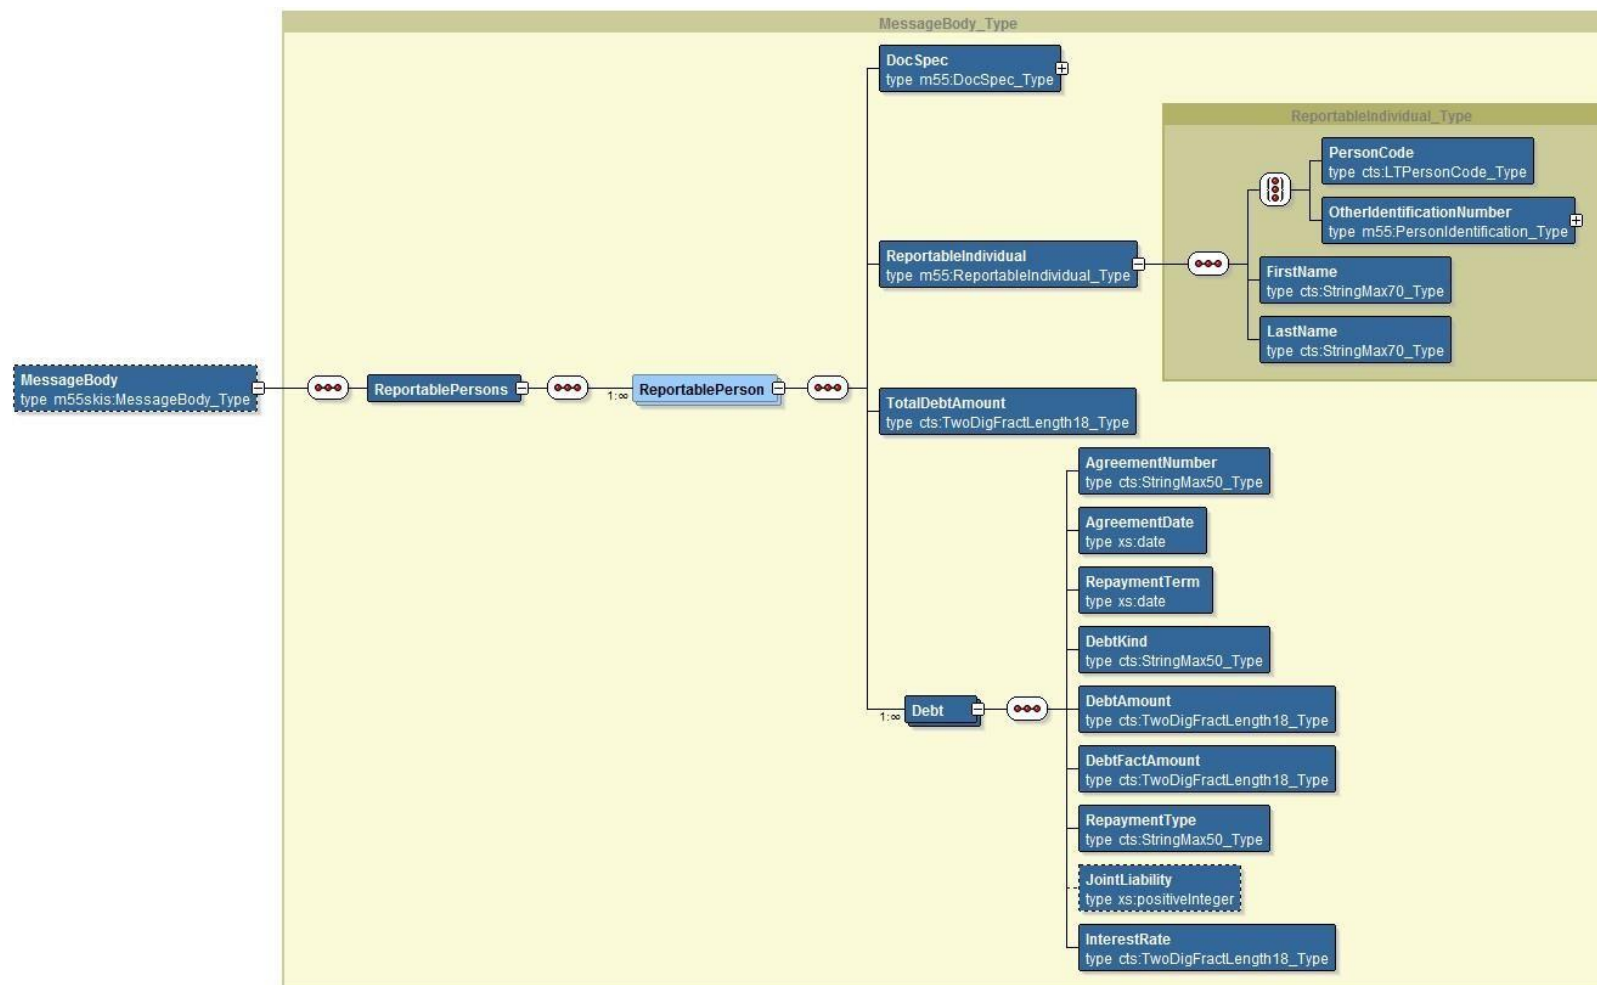 MessageBody_Type
DocSpec
type m55:DocSpec_Type
ReportableIndividual_Type
PersonCode
type cts:LTPersonCode_Type
OtherIdentificationNumber
type m55:PersonIdentification_Type
ReportableIndividual
type m55:ReportableIndividual_Type
FirstName
type cts:StringMax70_Type
LastName
type cts:StringMax70_Type
MessageBody
type m55skis:MessageBody_Type
ReportablePersons
1:∞
ReportablePerson
TotalDebtAmount
type cts:TwoDigFractLength18_Type
AgreementNumber
type cts:StringMax50_Type
AgreementDate
type xs:date
RepaymentTerm
type xs:date
DebtKind
type cts:StringMax50_Type
1:∞
Debt
DebtAmount
type cts:TwoDigFractLength18_Type
DebtFactAmount
type cts:TwoDigFractLength18_Type
RepaymentType
type cts:StringMax50_Type
JointLiability
type xs:positiveInteger
InterestRate
type cts:TwoDigFractLength18_Type